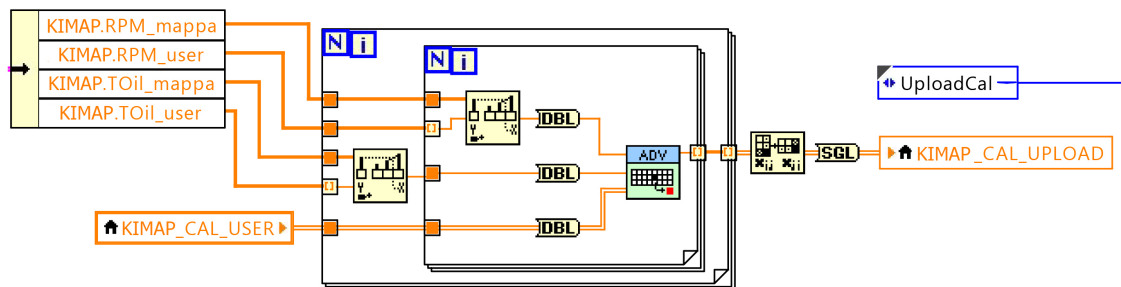 KIMAP.RPM_mappa
KIMAP.RPM_user
KIMAP.TOil_mappa
KIMAP.TOil_user
N i
N i
DBL
DBL
DBL
ADV
SGL
UploadCal
KIMAP_CAL_UPLOAD
KIMAP_CAL_USER